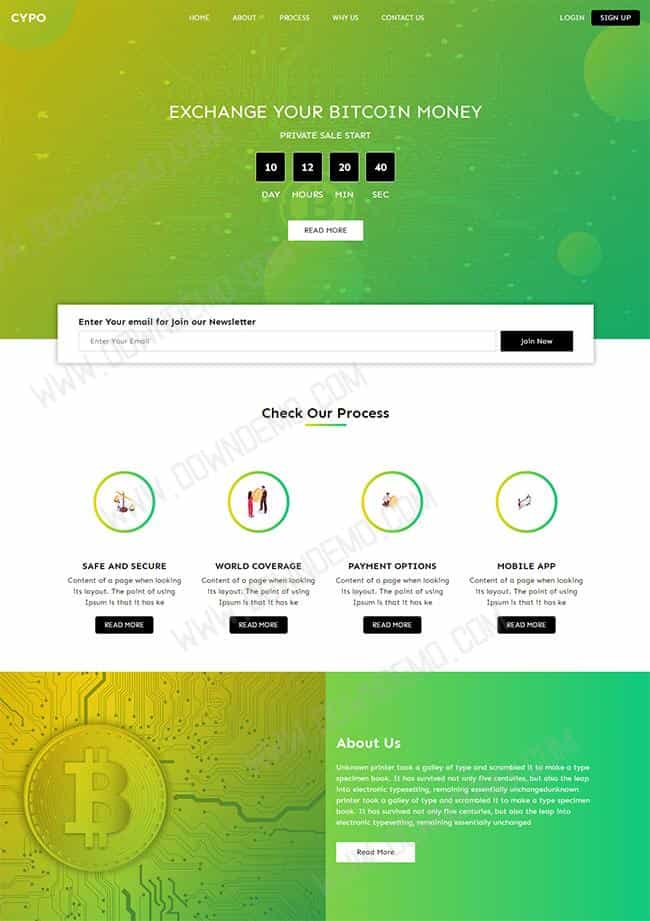 CYPO
HOME ABOUT PROCESS WHY US CONTACT US
LOGIN SIGN UP
EXCHANGE YOUR BITCOIN MONEY
PRIVATE SALE START
10 12 20 40
DAY HOURS MIN SEC
READ MORE
Enter Your email for Join our Newsletter
Enter Your Email
Join Now
WWW.DOWNDEMO.COM
Check Our Process
SAFE AND SECURE
Content of a page when looking
its layout. The point of using
Ipsum is that it has ke
READ MORE
WORLD COVERAGE
Content of a page when looking
its layout. The point of using
Ipsum is that it has ke
READ MORE
PAYMENT OPTIONS
Content of a page when looking
its layout. The point of using
Ipsum is that it has ke
READ MORE
MOBILE APP
Content of a page when looking
its layout. The point of using
Ipsum is that it has ke
READ MORE
About Us
Unknown printer took a galley of type and scrambled it to make a type
specimen book. It has survived not only five centuries, but also the leap
into electronic typesetting, remaining essentially unchangedunknown
printer took a galley of type and scrambled it to make a type specimen
book. It has survived not only five centuries, but also the leap into
electronic typesetting, remaining essentially unchanged
Read More